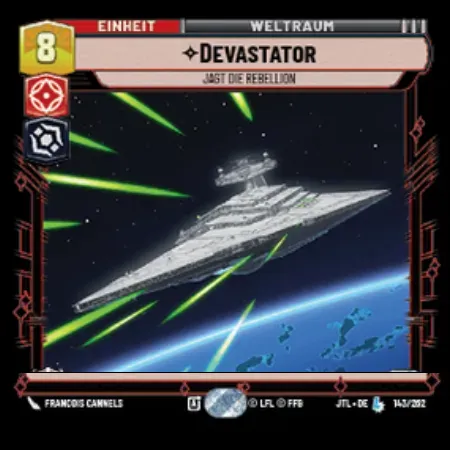 EINHEIT WELTRAUM
8 DEVASTATOR
JAGT DIE REBELLION
FRANCOIS CANNELS © LFL ® FFG JTL • DE 143/262